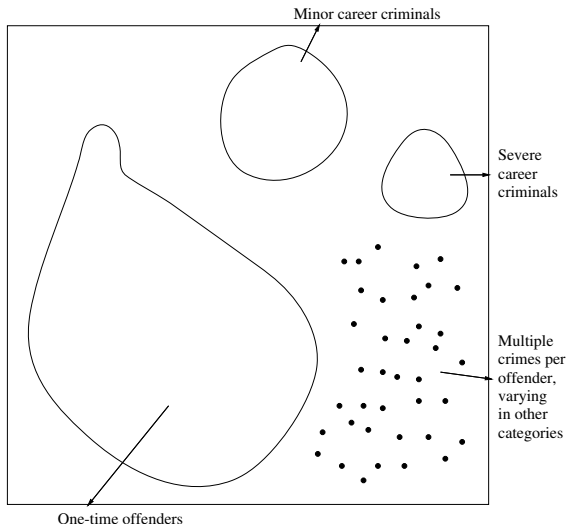 Minor career criminals
Severe
career
criminals
Multiple
crimes per
offender,
varying
in other
categories
One-time offenders